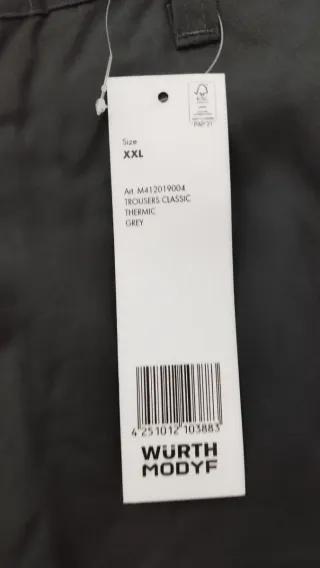 FSC
PAP 21
Size
XXL
Art. M412019004
TROUSERS CLASSIC
THERMIC
GREY
4 251012 103883
WÜRTH
MODYF